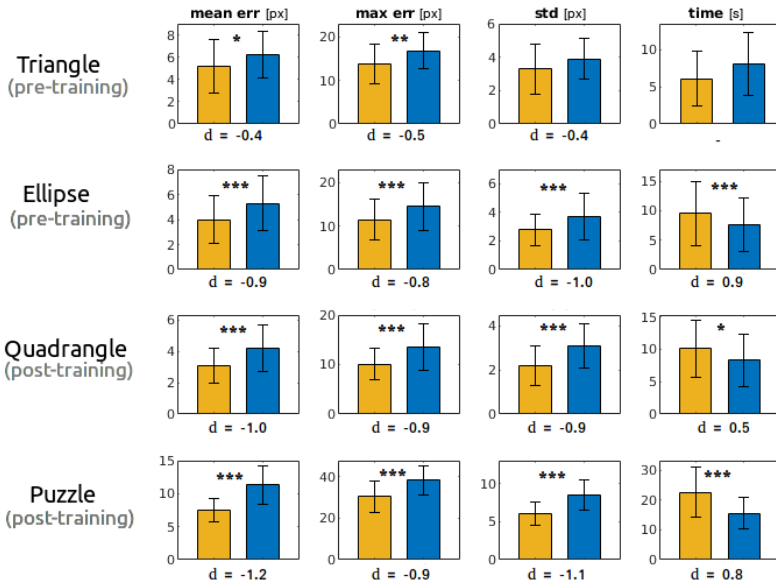 mean err [px] max err [px] std [px] time [s]
Triangle
(pre-training)
8 6 4 2 0 * d = -0.4
20 10 0 ** d = -0.5
6 4 2 0 d = -0.4
10 5 0 -
Ellipse
(pre-training)
8 6 4 2 0 *** d = -0.9
20 10 0 *** d = -0.8
6 4 2 0 *** d = -1.0
15 10 5 0 *** d = 0.9
Quadrangle
(post-training)
6 4 2 0 *** d = -1.0
20 10 0 *** d = -0.9
4 2 0 *** d = -0.9
15 10 5 0 * d = 0.5
Puzzle
(post-training)
15 10 5 0 *** d = -1.2
40 20 0 *** d = -0.9
10 5 0 *** d = -1.1
30 20 10 0 *** d = 0.8